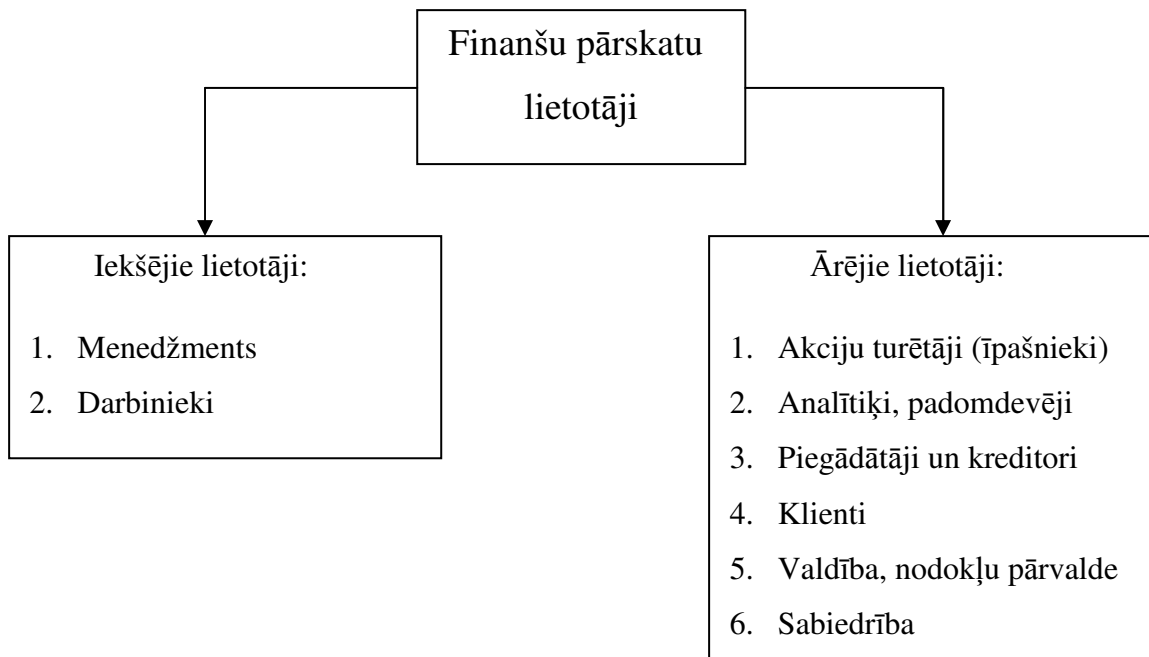 Finanšu pārskatu
lietotāji
Iekšējie lietotāji:
1. Menedžments
2. Darbinieki
Ārējie lietotāji:
1. Akciju turētāji (īpašnieki)
2. Analītiķi, padomdevēji
3. Piegādātāji un kreditori
4. Klienti
5. Valdība, nodokļu pārvalde
6. Sabiedrība